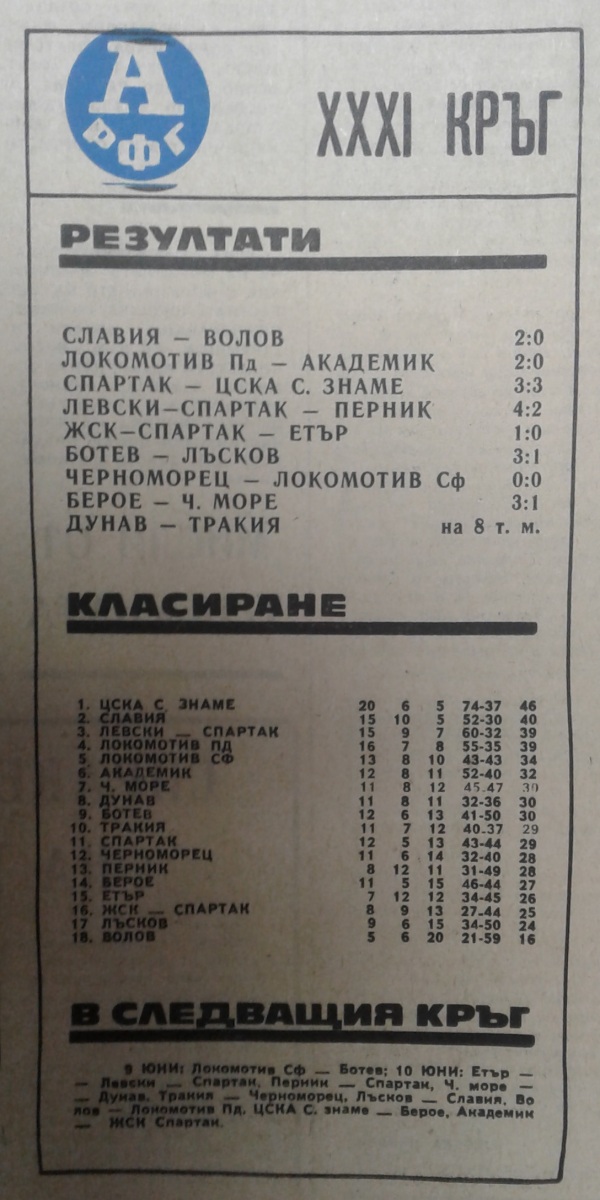 А
РФГ
XXXI КРЪГ
РЕЗУЛТАТИ
СЛАВИЯ – ВОЛОВ 2:0
ЛОКОМОТИВ Пд – АКАДЕМИК 2:0
СПАРТАК – ЦСКА С. ЗНАМЕ 3:3
ЛЕВСКИ–СПАРТАК – ПЕРНИК 4:2
ЖСК–СПАРТАК – ЕТЪР 1:0
БОТЕВ – ЛЪСКОВ 3:1
ЧЕРНОМОРЕЦ – ЛОКОМОТИВ Сф 0:0
БЕРОЕ – Ч. МОРЕ 3:1
ДУНАВ – ТРАКИЯ на 8 т. м.
КЛАСИРАНЕ
1. ЦСКА С. ЗНАМЕ 20 6 5 74-37 46
2. СЛАВИЯ 15 10 5 52-30 40
3. ЛЕВСКИ — СПАРТАК 15 9 7 60-32 39
4. ЛОКОМОТИВ ПД 16 7 8 55-35 39
5. ЛОКОМОТИВ СФ 13 8 10 43-43 34
6. АКАДЕМИК 12 8 11 52-40 32
7. Ч. МОРЕ 11 8 12 45.47 30
8. ДУНАВ 11 8 11 32-36 30
9. БОТЕВ 12 6 13 41-50 30
10. ТРАКИЯ 11 7 12 40.37 29
11. СПАРТАК 12 5 13 43-44 29
12. ЧЕРНОМОРЕЦ 11 6 14 32-40 28
13. ПЕРНИК 8 12 11 31-49 28
14. БЕРОЕ 11 5 15 46-44 27
15. ЕТЪР 7 12 12 34-45 26
16. ЖСК — СПАРТАК 8 9 13 27-44 25
17 ЛЪСКОВ 9 6 15 34-50 24
18. ВОЛОВ 5 6 20 21-59 16
В СЛЕДВАЩИЯ КРЪГ
9 ЮНИ: Локомотив Сф — Ботев; 10 ЮНИ: Етър —
— Левски — Спартак, Перник — Спартак, Ч. море —
— Дунав, Тракия — Черноморец, Лъсков — Славия, Во
лов — Локомотив Пд, ЦСКА С. знаме — Берое, Академик
— ЖСК Спартак.